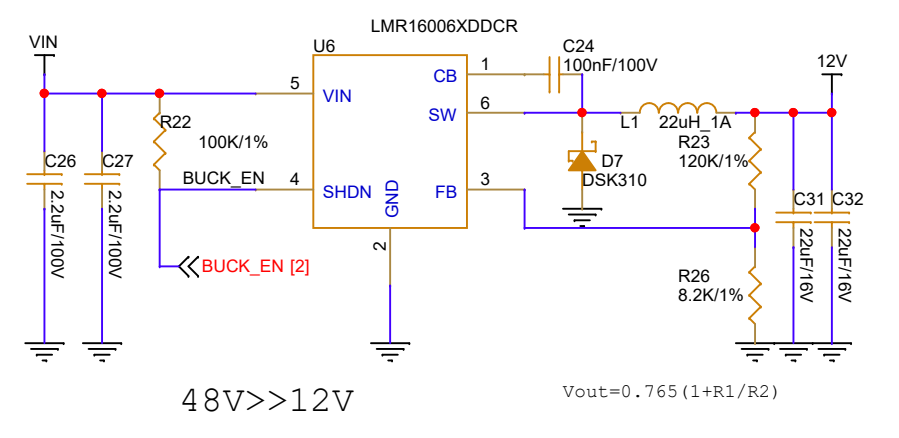 LMR16006XDDCR
VIN
U6
C24
100nF/100V
12V
5
VIN
CB
1
SW
6
L1
22uH_1A
R22
100K/1%
R23
120K/1%
C26
2.2uF/100V
C27
2.2uF/100V
BUCK_EN
4
SHDN
GND
FB
3
D7
DSK310
C31
22uF/16V
C32
22uF/16V
2
BUCK_EN [2]
R26
8.2K/1%
48V>>12V
Vout=0.765(1+R1/R2)